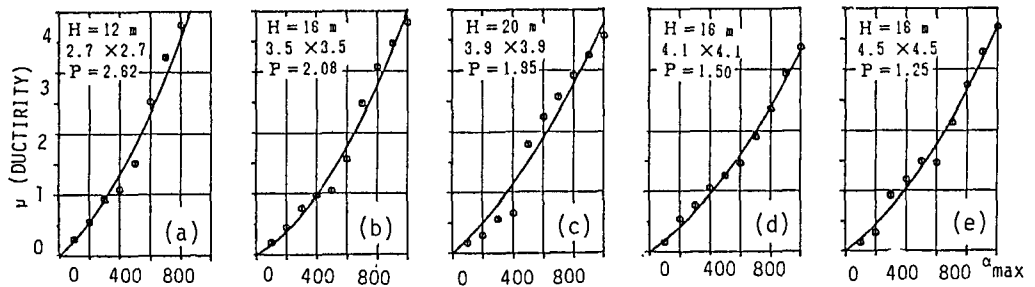 4
3
2
1
0
μ (DUCTIRITY)
H = 12 m
2.7 × 2.7
P = 2.62
(a)
400 800
H = 16 m
3.5 × 3.5
P = 2.08
(b)
0 400 800
H = 20 m
3.9 × 3.9
P = 1.95
(c)
0 400 800
H = 16 m
4.1 × 4.1
P = 1.50
(d)
0 400 800
H = 16 m
4.5 × 4.5
P = 1.25
(e)
0 400 800 αmax